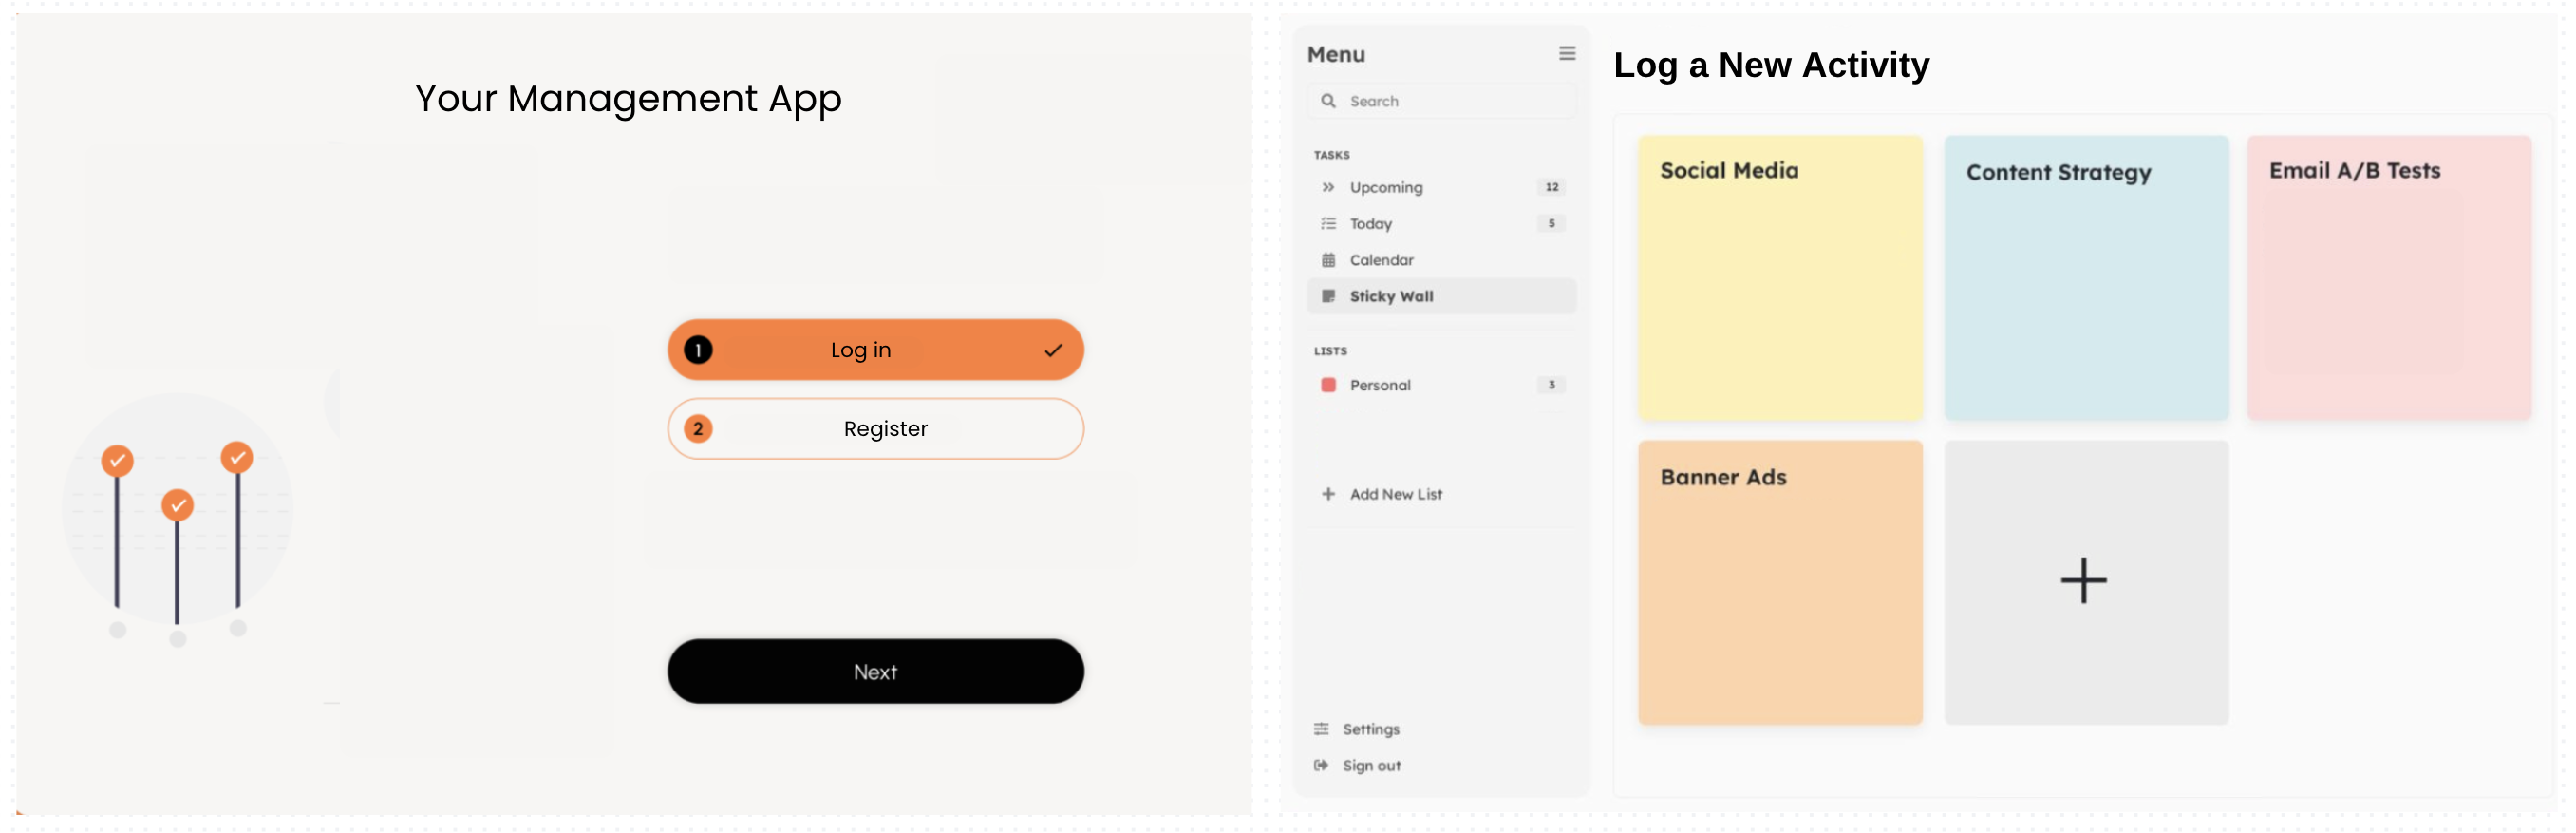 Your Management App
1 Log in
2 Register
Next
Menu
Search
TASKS
Upcoming 12
Today 5
Calendar
Sticky Wall
LISTS
Personal 3
Add New List
Settings
Sign out
Log a New Activity
Social Media
Content Strategy
Email A/B Tests
Banner Ads